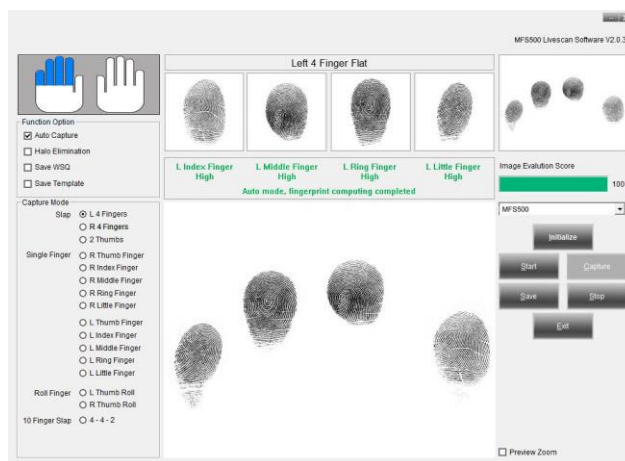 MFS500 Livescan Software V2.0.3
Left 4 Finger Flat
Function Option
Auto Capture
Halo Elimination
Save WSQ
Save Template
L Index Finger
High
L Middle Finger
High
L Ring Finger
High
L Little Finger
High
Auto mode, fingerprint computing completed
Image Evalution Score
100
Capture Mode
Slap
L 4 Fingers
R 4 Fingers
2 Thumbs
Single Finger
R Thumb Finger
R Index Finger
R Middle Finger
R Ring Finger
R Little Finger
L Thumb Finger
L Index Finger
L Middle Finger
L Ring Finger
L Little Finger
Roll Finger
L Thumb Roll
R Thumb Roll
10 Finger Slap
4 - 4 - 2
MFS500
Initialize
Start
Capture
Save
Stop
Exit
Preview Zoom